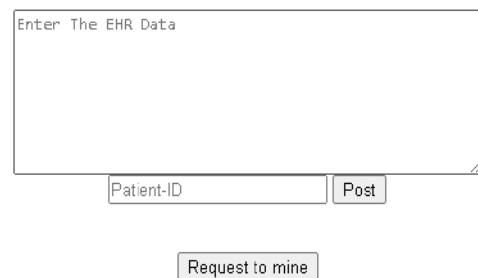 Enter The EHR Data
Patient-ID Post
Request to mine